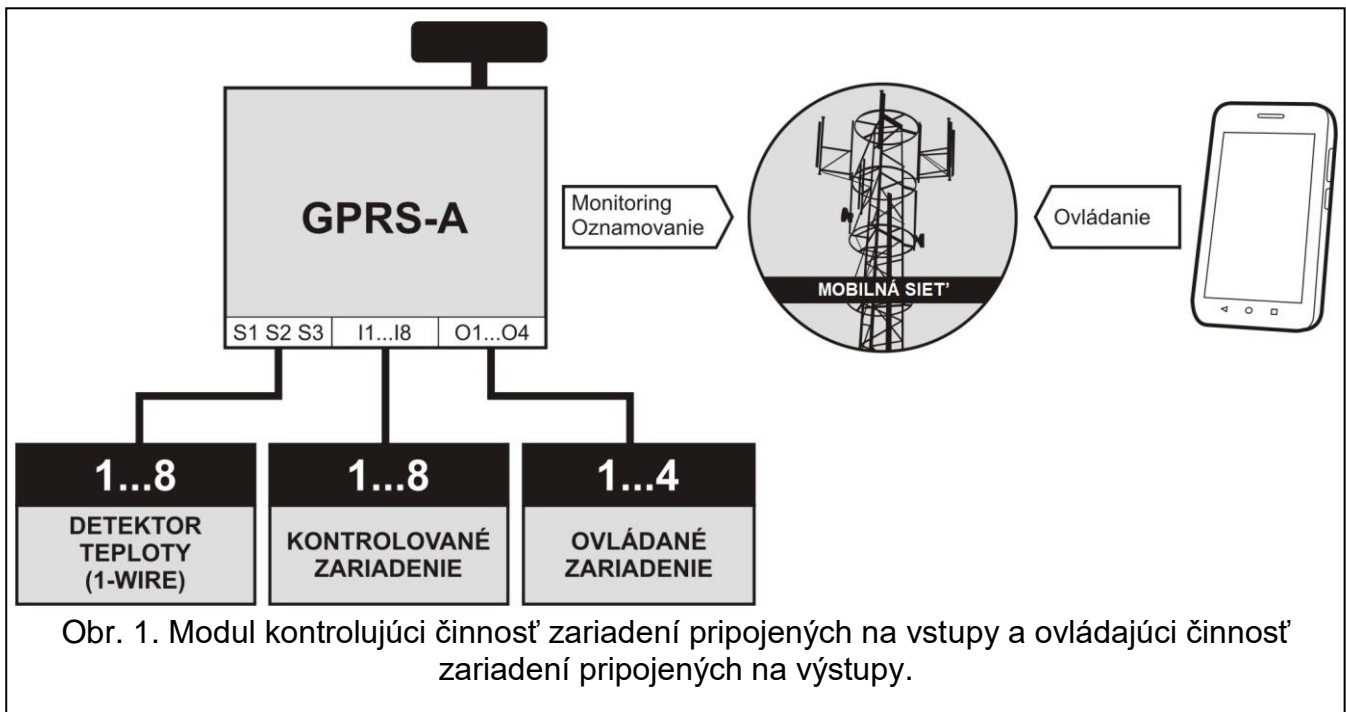 GPRS-A
S1 S2 S3
I1...I8
O1...O4
Monitoring
Oznamovanie
MOBILNÁ SIEŤ
Ovládanie
1...8
DETEKTOR
TEPLOTY
(1-WIRE)
1...8
KONTROLOVANÉ
ZARIADENIE
1...4
OVLÁDANÉ
ZARIADENIE
Obr. 1. Modul kontrolujúci činnosť zariadení pripojených na vstupy a ovládajúci činnosť
zariadení pripojených na výstupy.